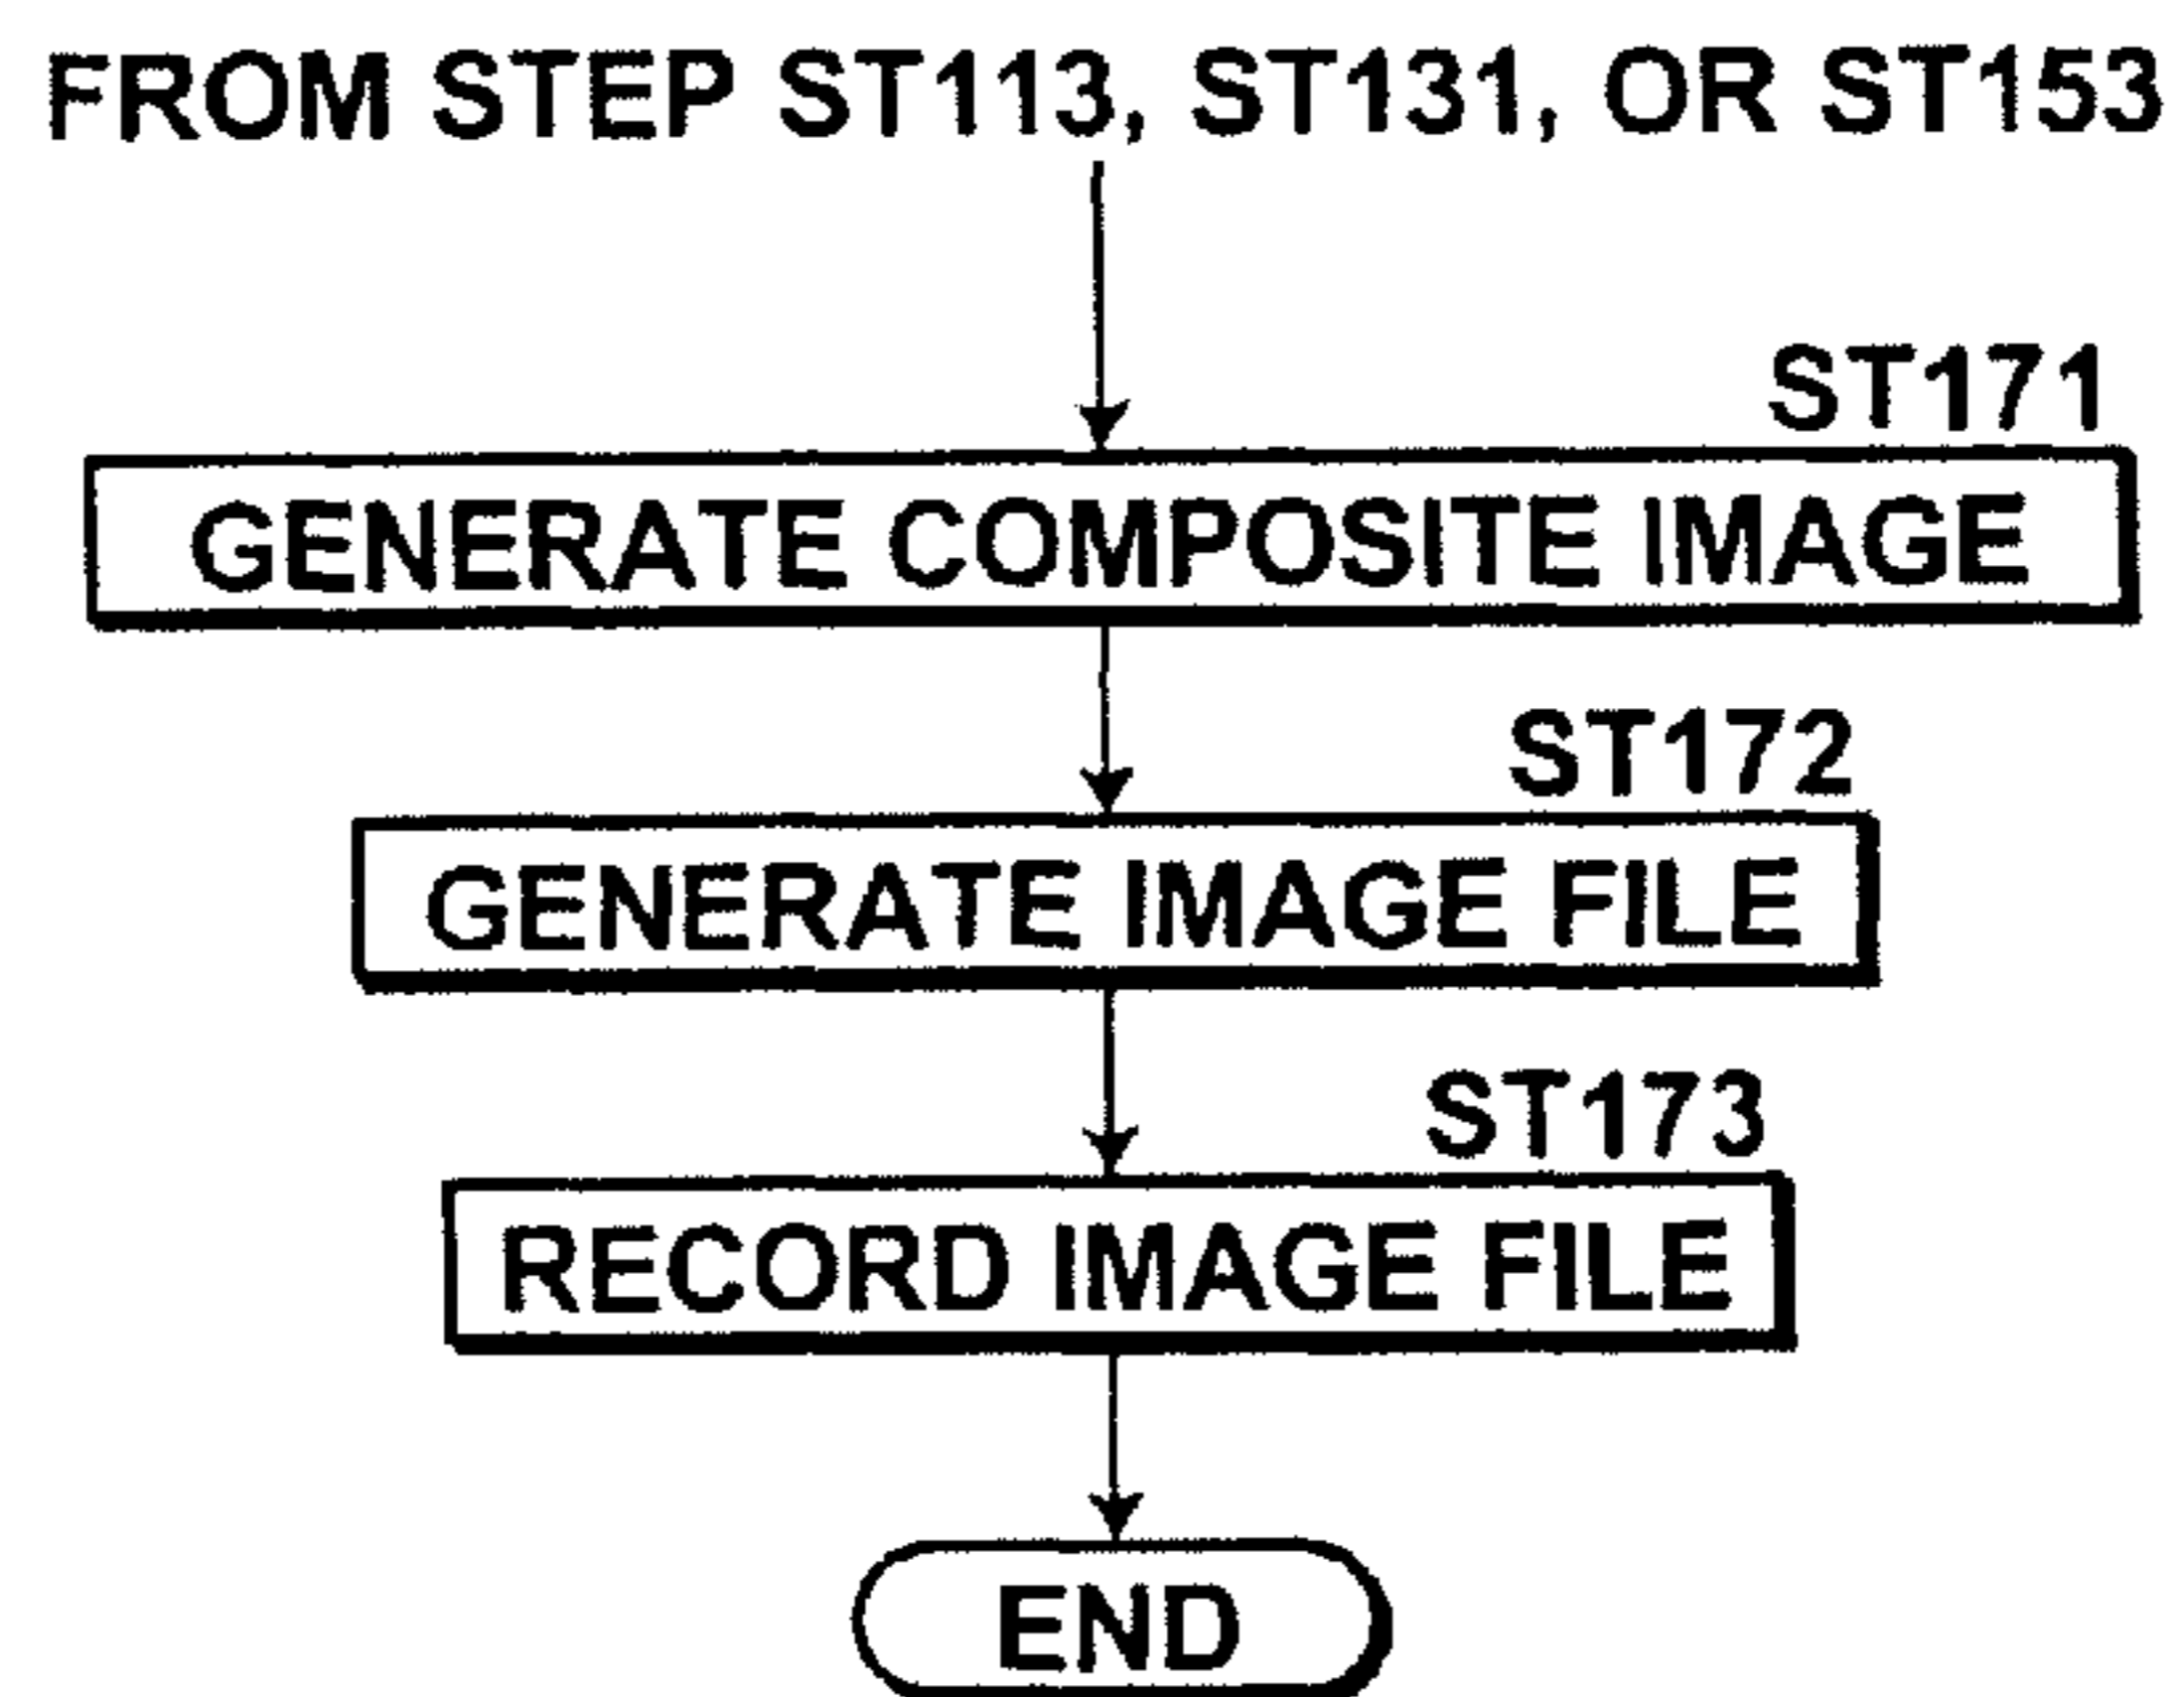 FROM STEP ST113, ST131, OR ST153
ST171
GENERATE COMPOSITE IMAGE
ST172
GENERATE IMAGE FILE
ST173
RECORD IMAGE FILE
END